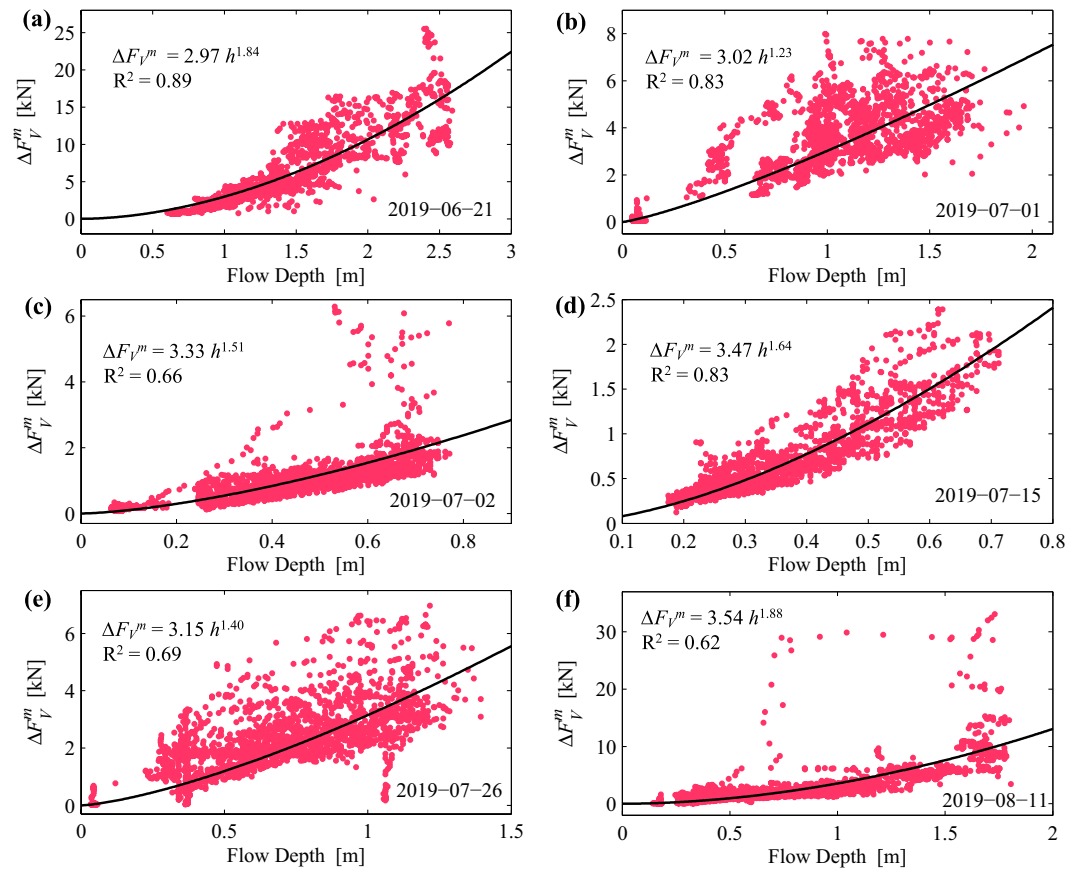 (a)
25
20
15
10
5
0
ΔF_V^m [kN]
ΔF_V^m = 2.97 h^1.84
R² = 0.89
2019−06−21
0 0.5 1 1.5 2 2.5 3
Flow Depth [m]
(b)
8
6
4
2
0
ΔF_V^m [kN]
ΔF_V^m = 3.02 h^1.23
R² = 0.83
2019−07−01
0 0.5 1 1.5 2
Flow Depth [m]
(c)
6
4
2
0
ΔF_V^m [kN]
ΔF_V^m = 3.33 h^1.51
R² = 0.66
2019−07−02
0 0.2 0.4 0.6 0.8
Flow Depth [m]
(d)
2.5
2
1.5
1
0.5
0
ΔF_V^m [kN]
ΔF_V^m = 3.47 h^1.64
R² = 0.83
2019−07−15
0.1 0.2 0.3 0.4 0.5 0.6 0.7 0.8
Flow Depth [m]
(e)
6
4
2
0
ΔF_V^m [kN]
ΔF_V^m = 3.15 h^1.40
R² = 0.69
2019−07−26
0 0.5 1 1.5
Flow Depth [m]
(f)
30
20
10
0
ΔF_V^m [kN]
ΔF_V^m = 3.54 h^1.88
R² = 0.62
2019−08−11
0 0.5 1 1.5 2
Flow Depth [m]